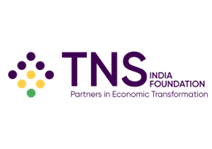 TNS INDIA
FOUNDATION
Partners in Economic Transformation